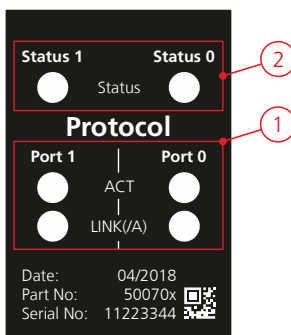 Status 1 Status 0
Status
2
Protocol
1
Port 1 Port 0
ACT
LINK(/A)
Date: 04/2018
Part No: 50070x
Serial No: 11223344